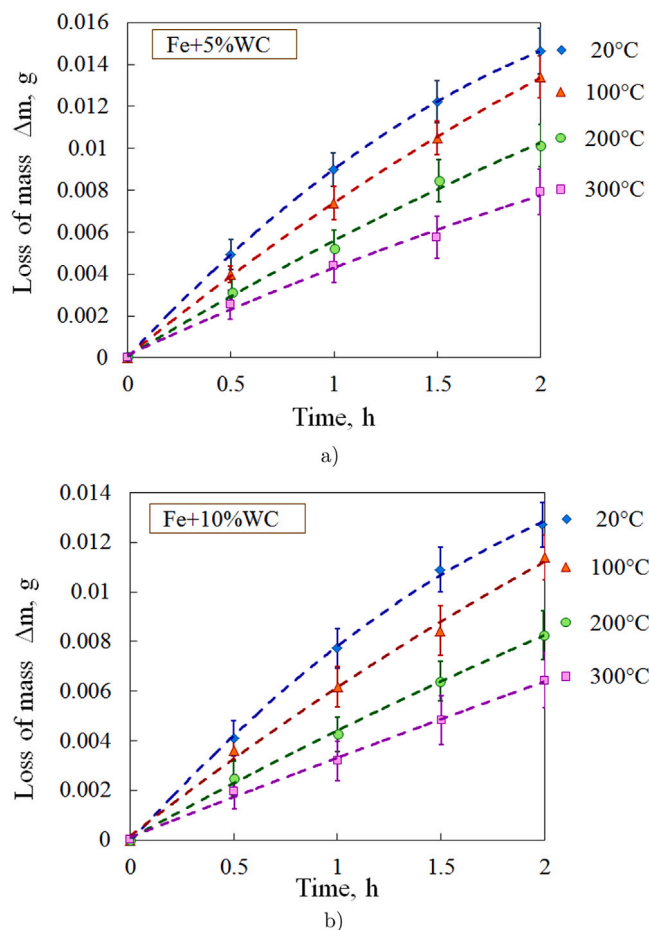 Fe+5%WC
Loss of mass Δm, g
0.016
0.014
0.012
0.01
0.008
0.006
0.004
0.002
0
0 0.5 1 1.5 2
Time, h
20°C
100°C
200°C
300°C
a)
Fe+10%WC
Loss of mass Δm, g
0.014
0.012
0.01
0.008
0.006
0.004
0.002
0
0 0.5 1 1.5 2
Time, h
20°C
100°C
200°C
300°C
b)